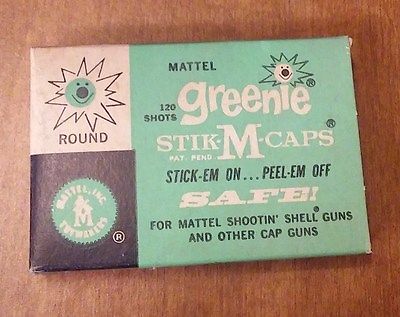 MATTEL
120 SHOTS
greenie®
ROUND
STIK-M-CAPS®
PAT. PEND.
STICK-EM ON... PEEL-EM OFF
SAFE!
MATTEL, INC.
M
TOYMAKERS
®
FOR MATTEL SHOOTIN' SHELL® GUNS
AND OTHER CAP GUNS